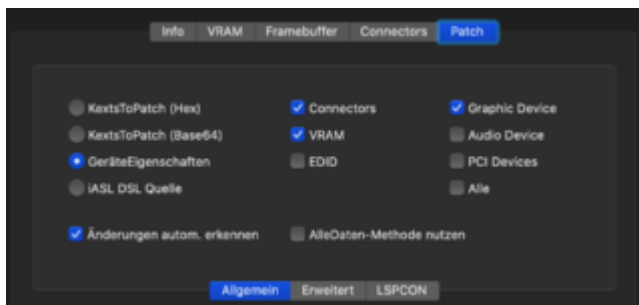 Info VRAM Framebuffer Connectors Patch
KextsToPatch (Hex) Connectors Graphic Device
KextsToPatch (Base64) VRAM Audio Device
GeräteEigenschaften EDID PCI Devices
iASL DSL Quelle Alle
Änderungen autom. erkennen AlleDaten-Methode nutzen
Allgemein Erweitert LSPCON